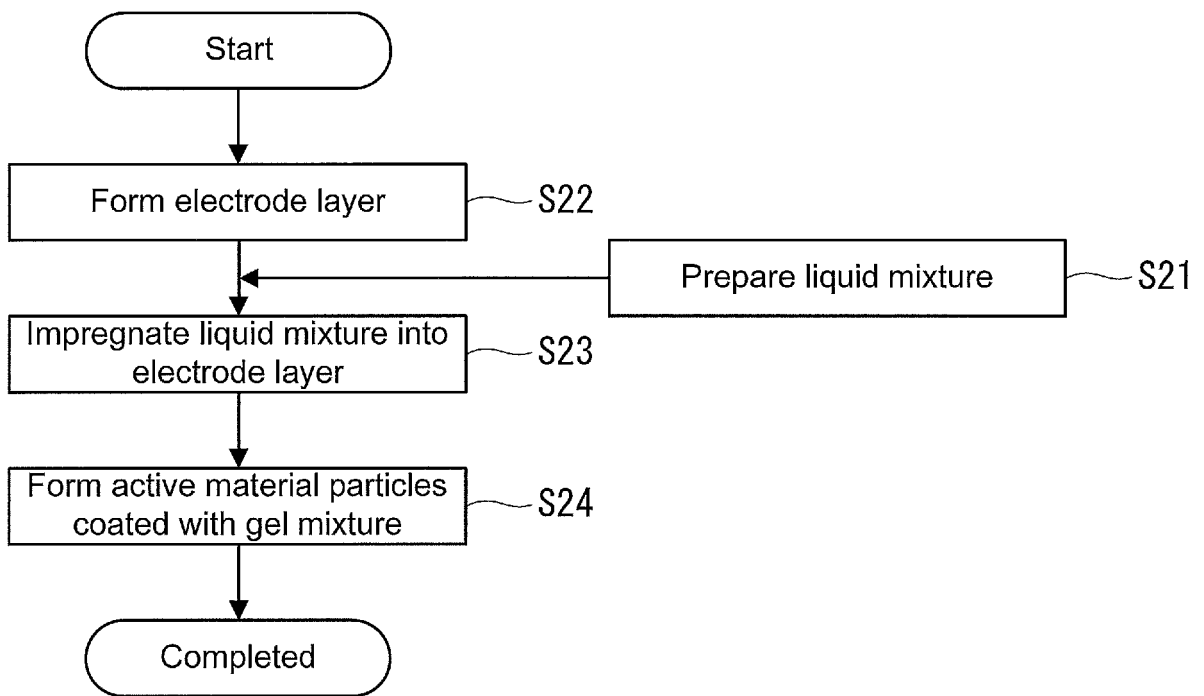 Start
Form electrode layer
S22
Prepare liquid mixture
S21
Impregnate liquid mixture into
electrode layer
S23
Form active material particles
coated with gel mixture
S24
Completed